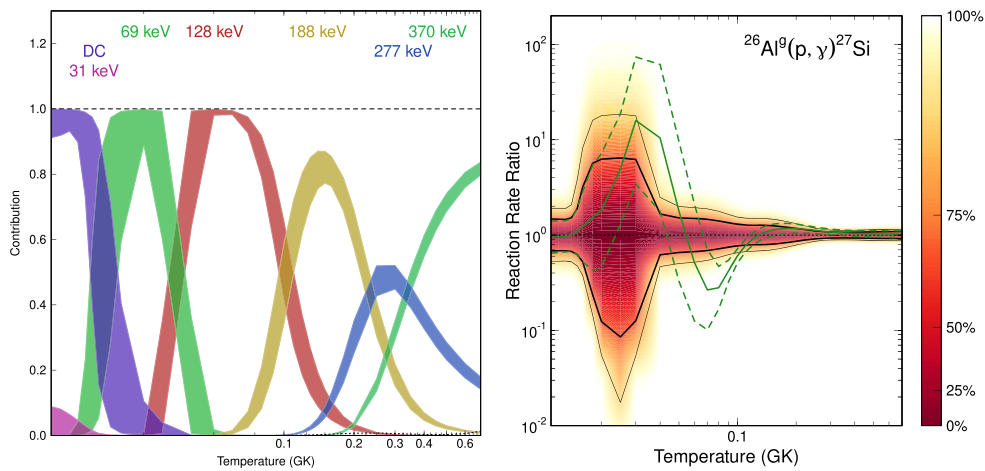 69 keV 128 keV 188 keV 370 keV
DC 277 keV
31 keV
1.2
1.0
0.8
0.6
0.4
0.2
0.0
Contribution
0.1 0.2 0.3 0.4 0.6
Temperature (GK)
²⁶Alᵍ(p, γ)²⁷Si
10²
10¹
10⁰
10⁻¹
10⁻²
Reaction Rate Ratio
0.1
Temperature (GK)
100%
75%
50%
25%
0%